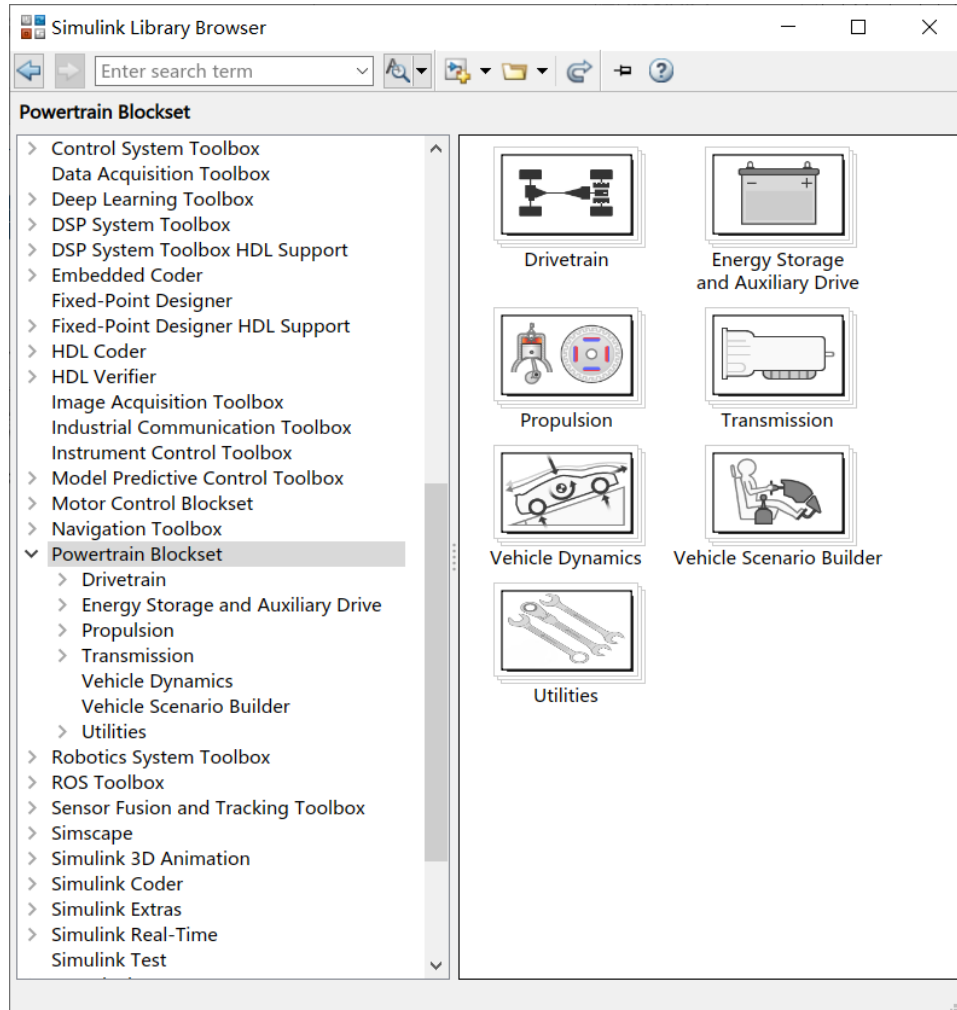 Simulink Library Browser
Enter search term
Powertrain Blockset
Control System Toolbox
Data Acquisition Toolbox
Deep Learning Toolbox
DSP System Toolbox
DSP System Toolbox HDL Support
Embedded Coder
Fixed-Point Designer
Fixed-Point Designer HDL Support
HDL Coder
HDL Verifier
Image Acquisition Toolbox
Industrial Communication Toolbox
Instrument Control Toolbox
Model Predictive Control Toolbox
Motor Control Blockset
Navigation Toolbox
Powertrain Blockset
Drivetrain
Energy Storage and Auxiliary Drive
Propulsion
Transmission
Vehicle Dynamics
Vehicle Scenario Builder
Utilities
Robotics System Toolbox
ROS Toolbox
Sensor Fusion and Tracking Toolbox
Simscape
Simulink 3D Animation
Simulink Coder
Simulink Extras
Simulink Real-Time
Simulink Test
Drivetrain
Energy Storage
and Auxiliary Drive
Propulsion
Transmission
Vehicle Dynamics
Vehicle Scenario Builder
Utilities